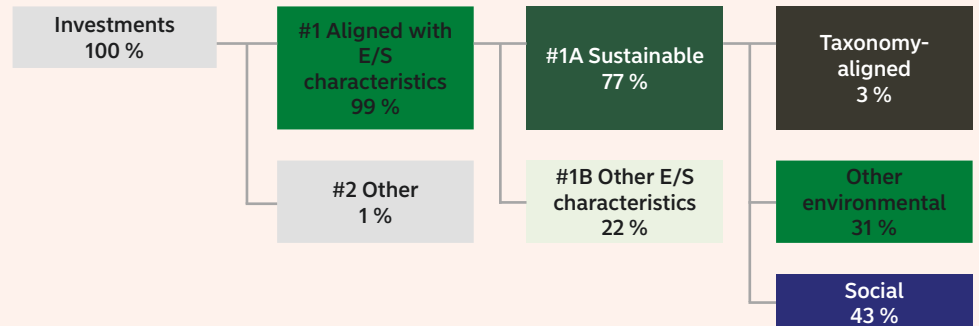 Investments
100 %
#1 Aligned with
E/S
characteristics
99 %
#1A Sustainable
77 %
Taxonomy-
aligned
3 %
#2 Other
1 %
#1B Other E/S
characteristics
22 %
Other
environmental
31 %
Social
43 %